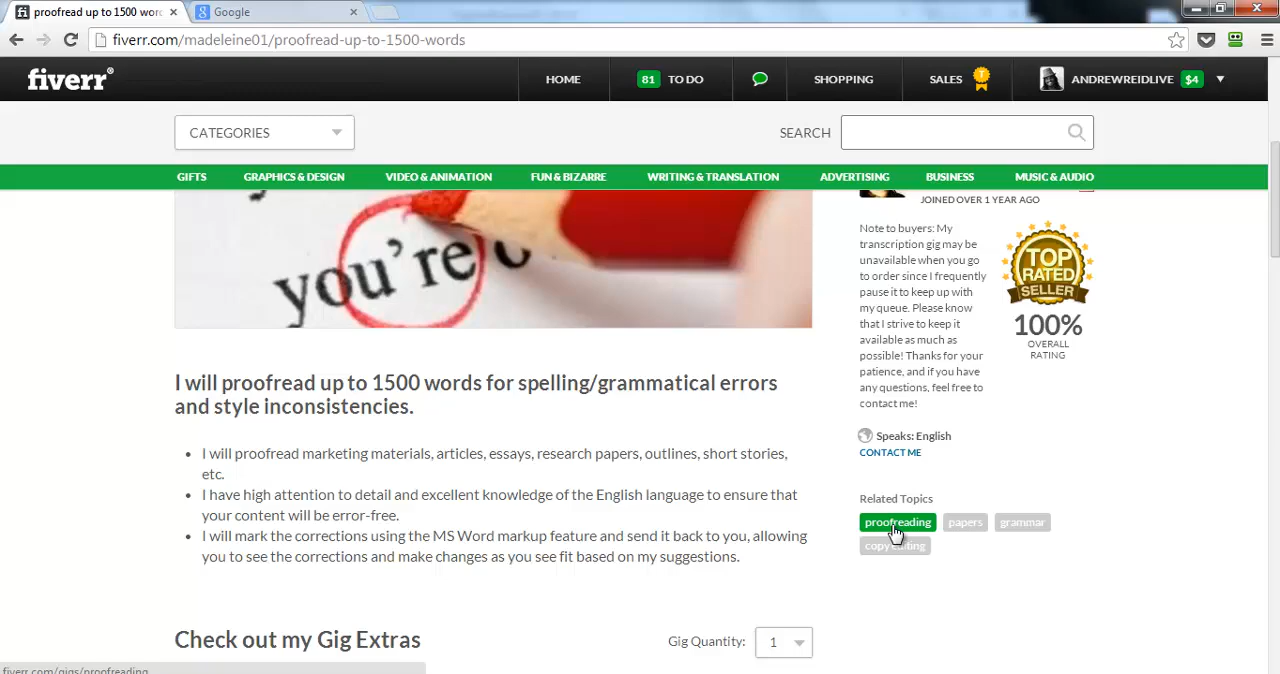 proofread up to 1500 word
Google
fiverr.com/madeleine01/proofread-up-to-1500-words
fiverr®
HOME
81 TO DO
SHOPPING
SALES
ANDREWREIDLIVE $4
CATEGORIES
SEARCH
GIFTS
GRAPHICS & DESIGN
VIDEO & ANIMATION
FUN & BIZARRE
WRITING & TRANSLATION
ADVERTISING
BUSINESS
MUSIC & AUDIO
you're
JOINED OVER 1 YEAR AGO
Note to buyers: My
transcription gig may be
unavailable when you go
to order since I frequently
pause it to keep up with
my queue. Please know
that I strive to keep it
available as much as
possible! Thanks for your
patience, and if you have
any questions, feel free to
contact me!
TOP
RATED
SELLER
100%
OVERALL
RATING
Speaks: English
CONTACT ME
Related Topics
proofreading papers grammar
copyediting
I will proofread up to 1500 words for spelling/grammatical errors
and style inconsistencies.
• I will proofread marketing materials, articles, essays, research papers, outlines, short stories,
etc.
• I have high attention to detail and excellent knowledge of the English language to ensure that
your content will be error-free.
• I will mark the corrections using the MS Word markup feature and send it back to you, allowing
you to see the corrections and make changes as you see fit based on my suggestions.
Check out my Gig Extras
Gig Quantity: 1
fiverr.com/gigs/proofreading